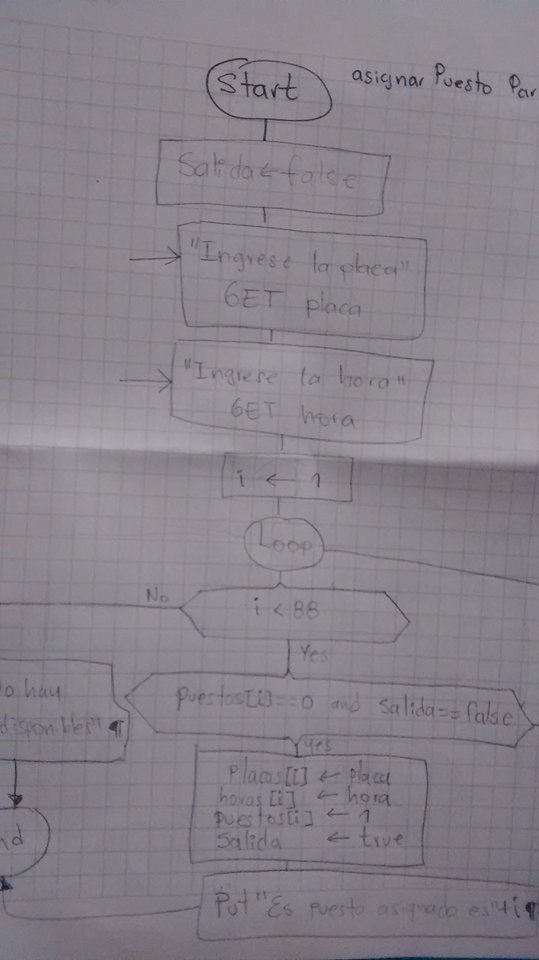 Start
asignar Puesto Par
Salida ← false
"Ingrese la placa"
GET placa
"Ingrese la hora"
GET hora
i ← 1
Loop
No
i < 88
Yes
o hay
disponibles" ¶
puestos[i]==0 and Salida==false
yes
Placas[i] ← placa
horas[i] ← hora
puestos[i] ← 1
Salida ← true
nd
Put "Es puesto asignado es"+i ¶